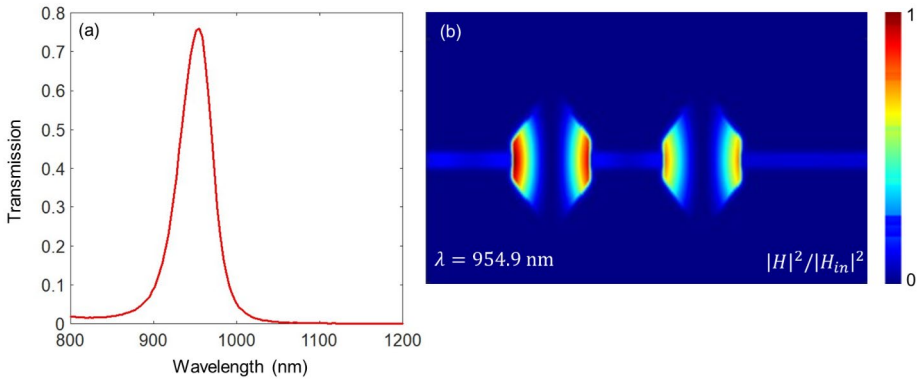 (a)
0.8
0.7
0.6
0.5
0.4
0.3
0.2
0.1
0
Transmission
800 900 1000 1100 1200
Wavelength (nm)
(b)
λ = 954.9 nm
|H|²/|H_in|²
1
0